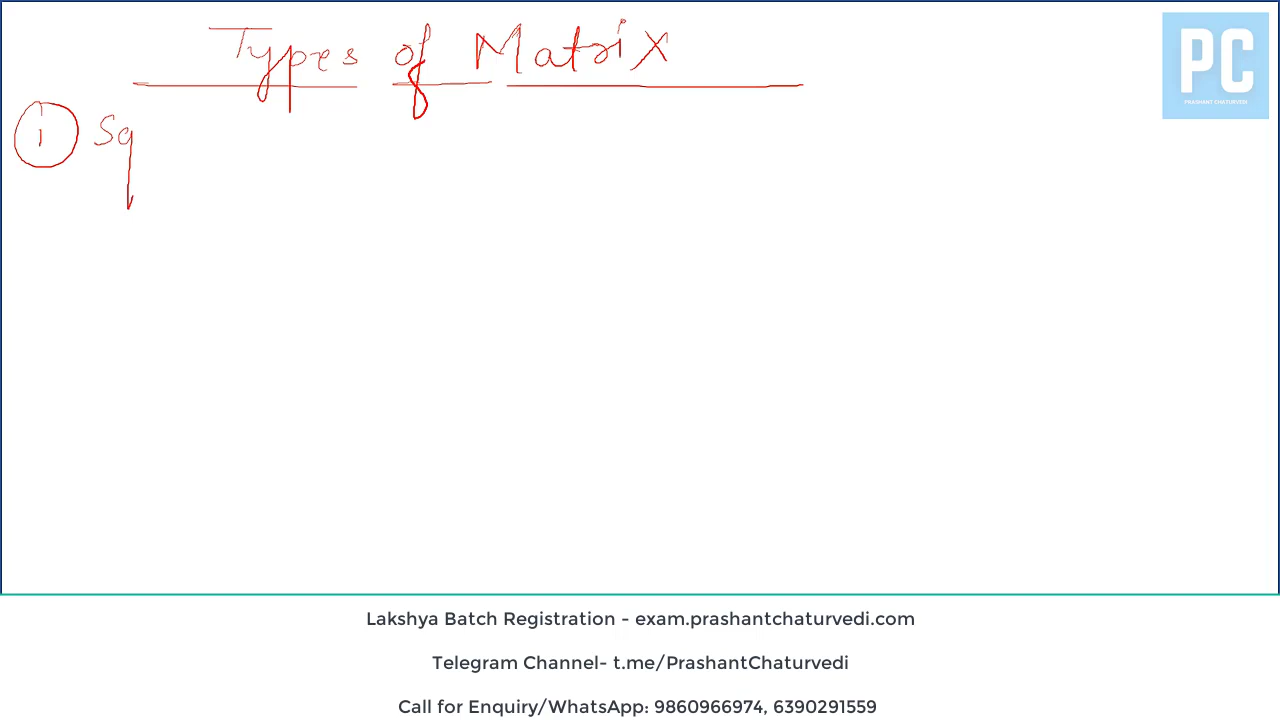 Types of Matrix
PC
PRASHANT CHATURVEDI
1 Sq
Lakshya Batch Registration - exam.prashantchaturvedi.com
Telegram Channel- t.me/PrashantChaturvedi
Call for Enquiry/WhatsApp: 9860966974, 6390291559